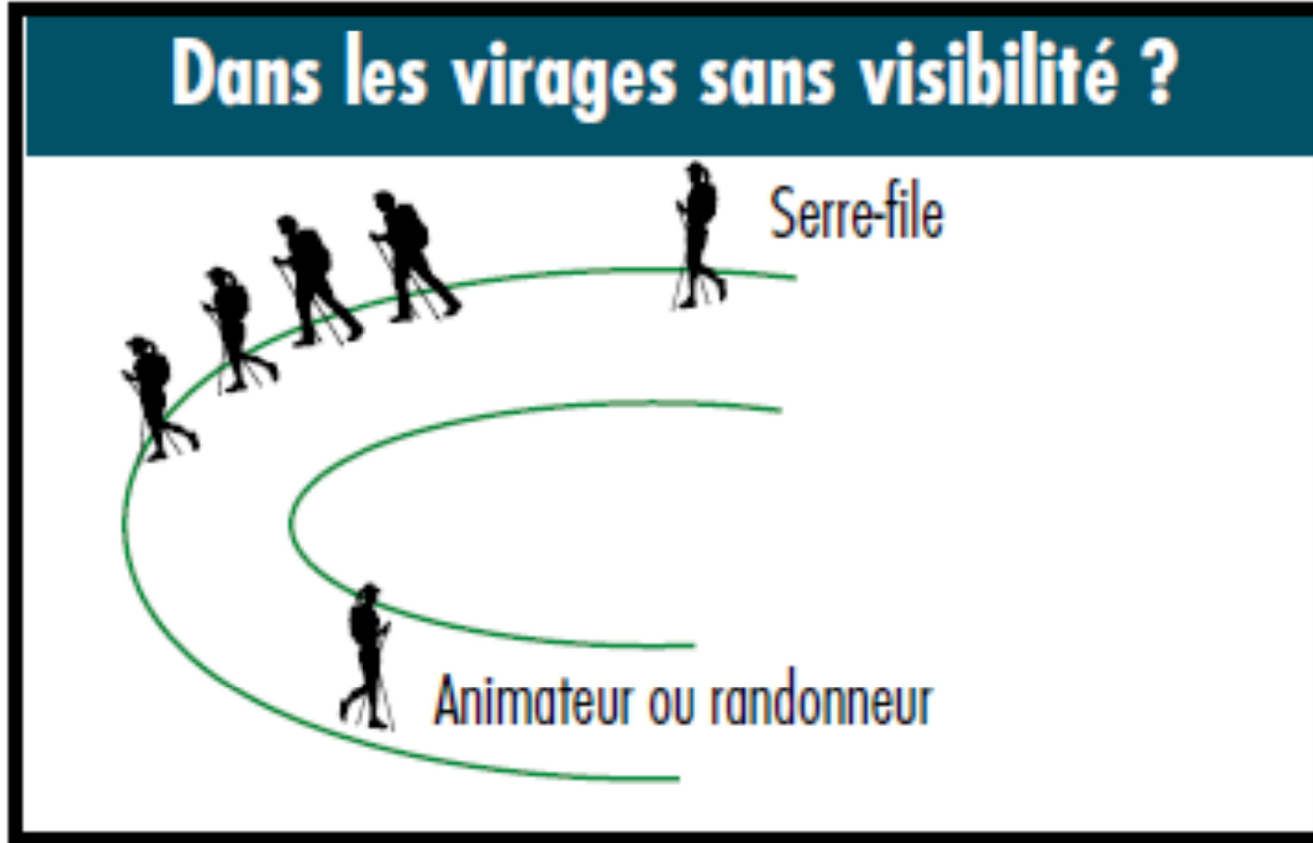 Dans les virages sans visibilité ?
Serre-file
Animateur ou randonneur